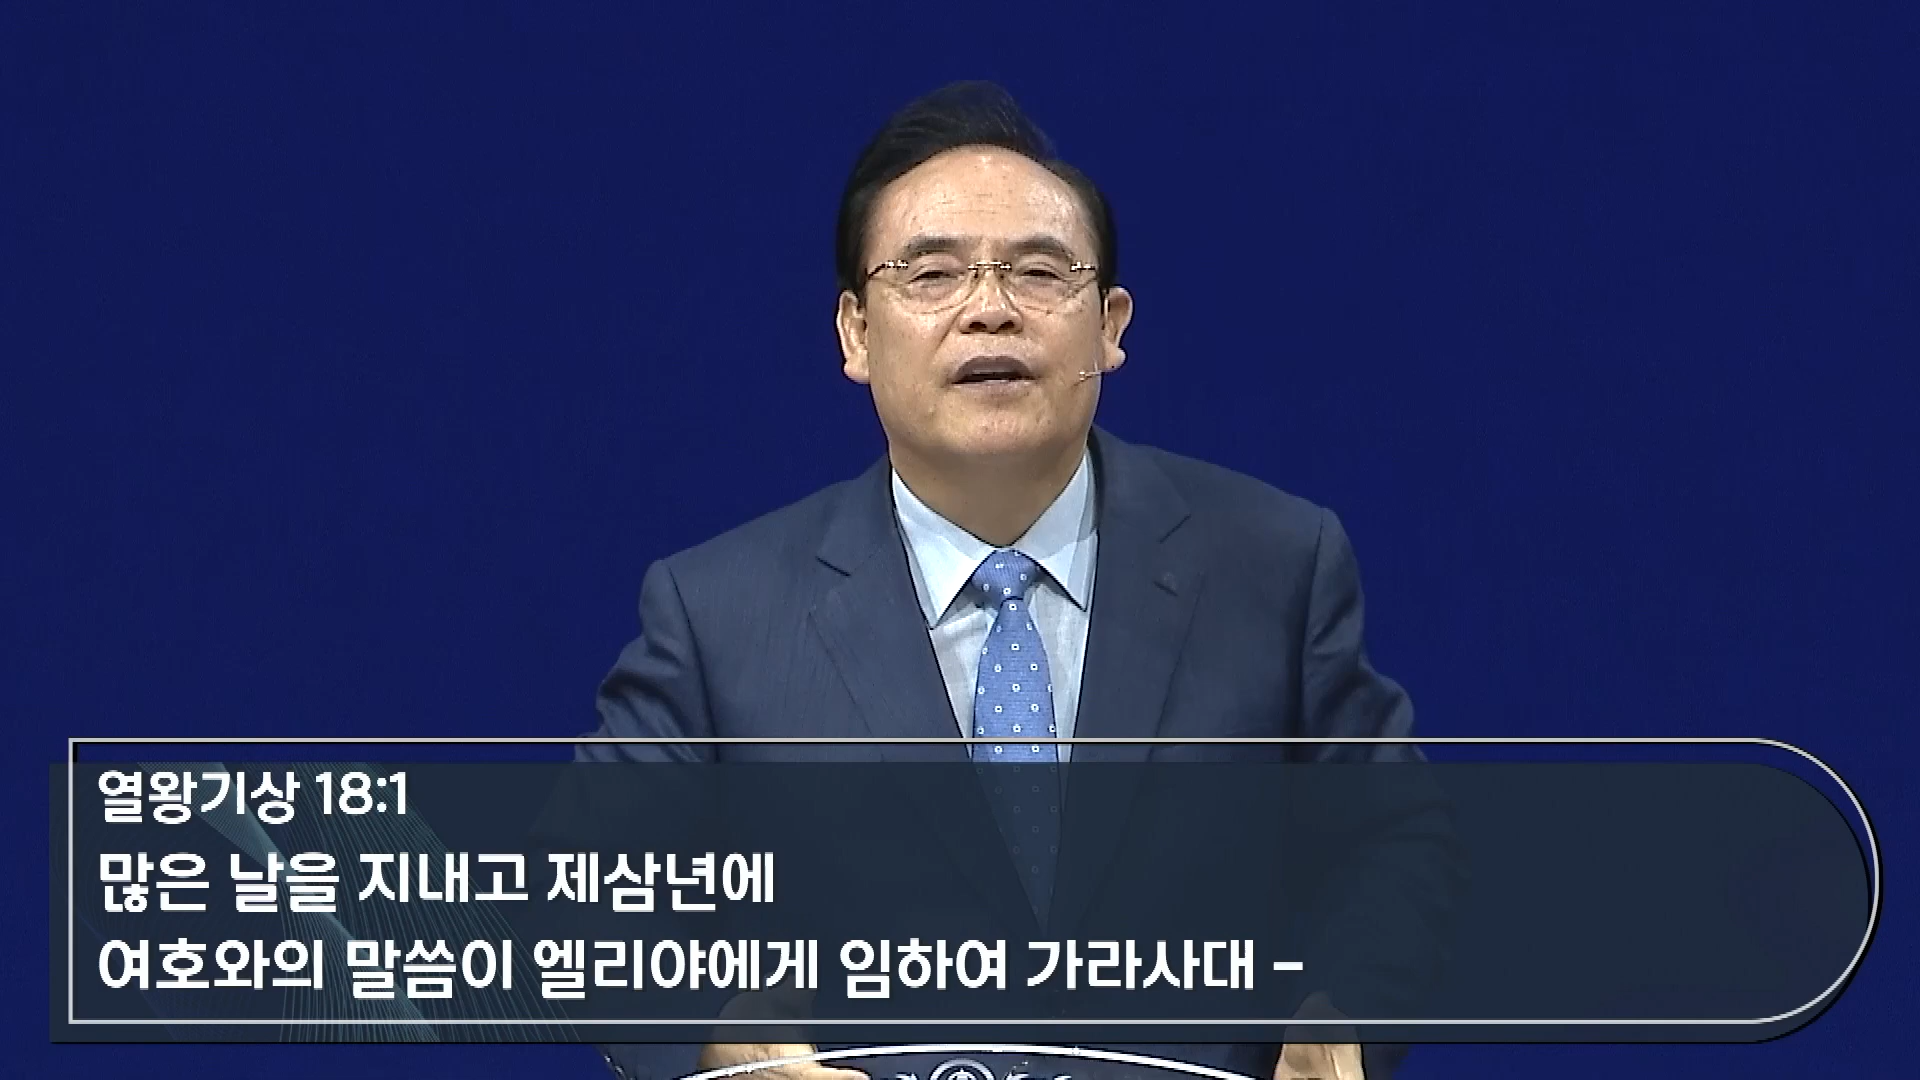 열왕기상 18:1
많은 날을 지내고 제삼년에
여호와의 말씀이 엘리야에게 임하여 가라사대 –